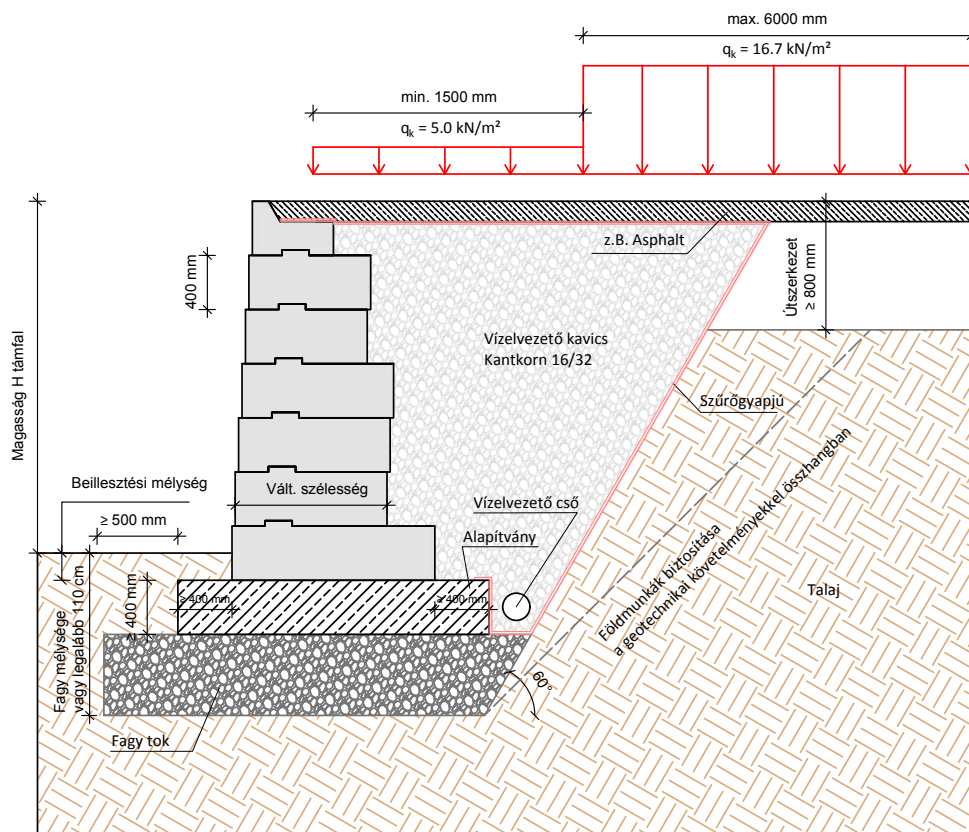 max. 6000 mm
qk = 16.7 kN/m²
min. 1500 mm
qk = 5.0 kN/m²
z.B. Asphalt
400 mm
Útszerkezet
≥ 800 mm
Vízelvezető kavics
Kantkorn 16/32
Magasság H támfal
Szűrőgyapjú
Beillesztési mélység
Vált. szélesség
Vízelvezető cső
≥ 500 mm
Alapítvány
Földmunkák biztosítása
a geotechnikai követelményekkel összhangban
Talaj
≥ 400 mm
≥ 400 mm
≥ 400 mm
Fagy mélysége
vagy legalább 110 cm
60°
Fagy tok